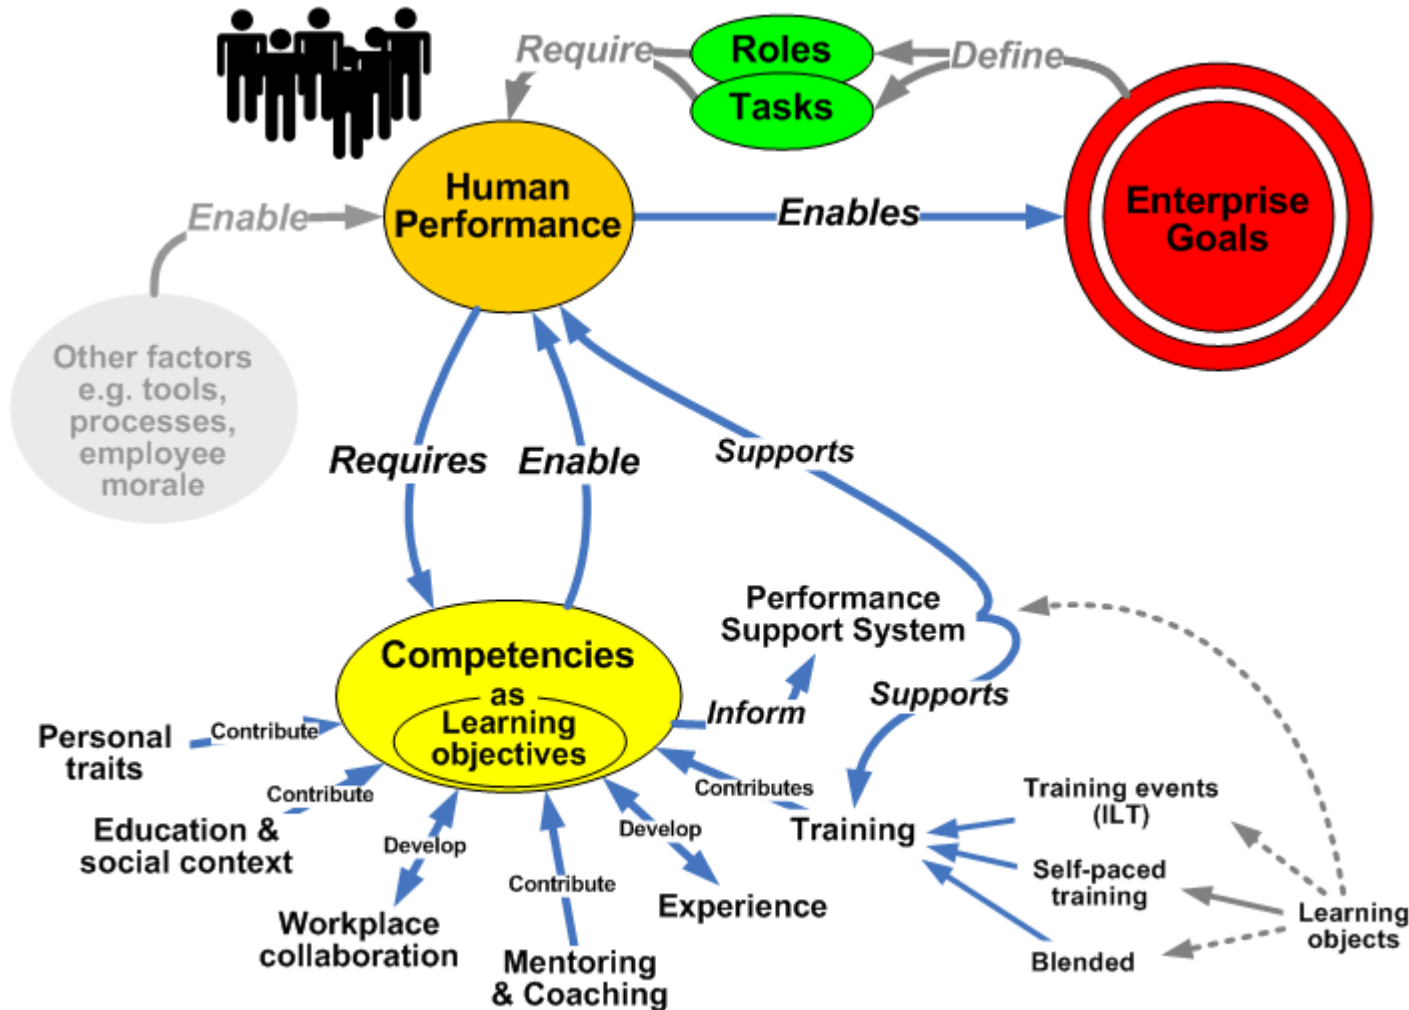 Require
Roles
Define
Tasks
Human
Performance
Enables
Enterprise
Goals
Enable
Other factors
e.g. tools,
processes,
employee
morale
Requires
Enable
Supports
Performance
Support System
Competencies
as
Learning
objectives
Inform
Supports
Personal
traits
Contribute
Contribute
Education &
social context
Develop
Workplace
collaboration
Contribute
Mentoring
& Coaching
Develop
Experience
Contributes
Training
Training events
(ILT)
Self-paced
training
Blended
Learning
objects